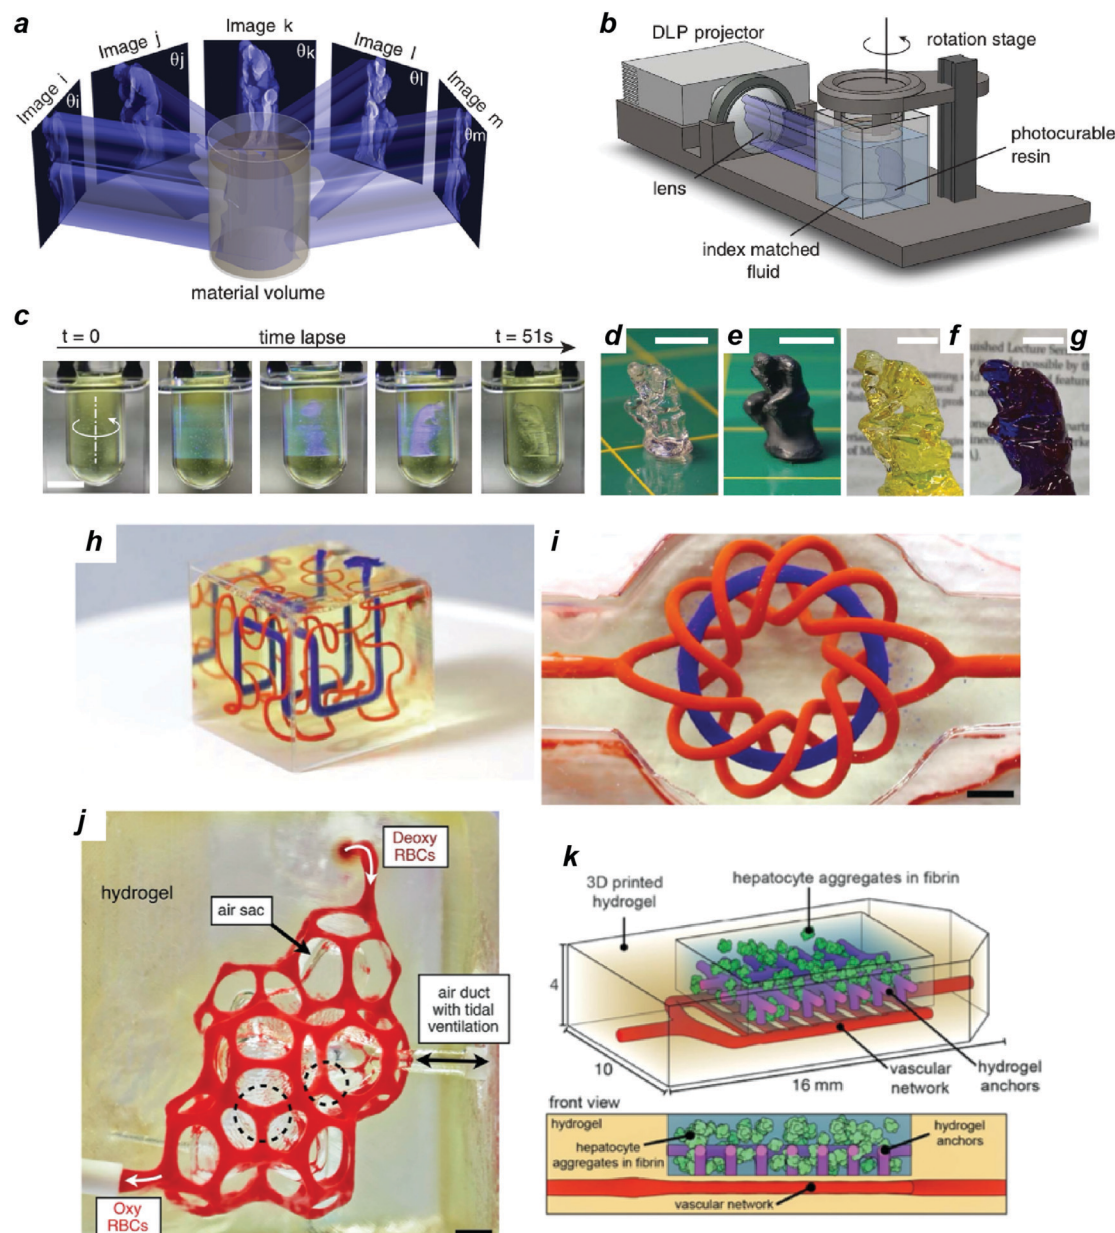 a
Image i
θi
Image j
θj
Image k
θk
Image l
θl
Image m
θm
material volume
b
DLP projector
rotation stage
photocurable
resin
lens
index matched
fluid
c
t = 0
time lapse
t = 51s
d
e
f
g
h
i
j
hydrogel
Deoxy
RBCs
air sac
air duct
with tidal
ventilation
Oxy
RBCs
k
3D printed
hydrogel
hepatocyte aggregates in fibrin
4
10
16 mm
vascular
network
hydrogel
anchors
front view
hydrogel
hepatocyte
aggregates in fibrin
hydrogel
anchors
vascular network